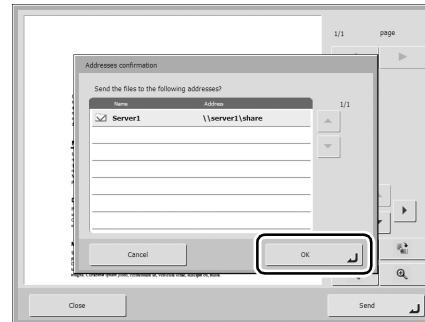 1/1 page
Addresses confirmation
Send the files to the following addresses?
Name Address 1/1
Server1 \\server1\share
Cancel OK
Close Send